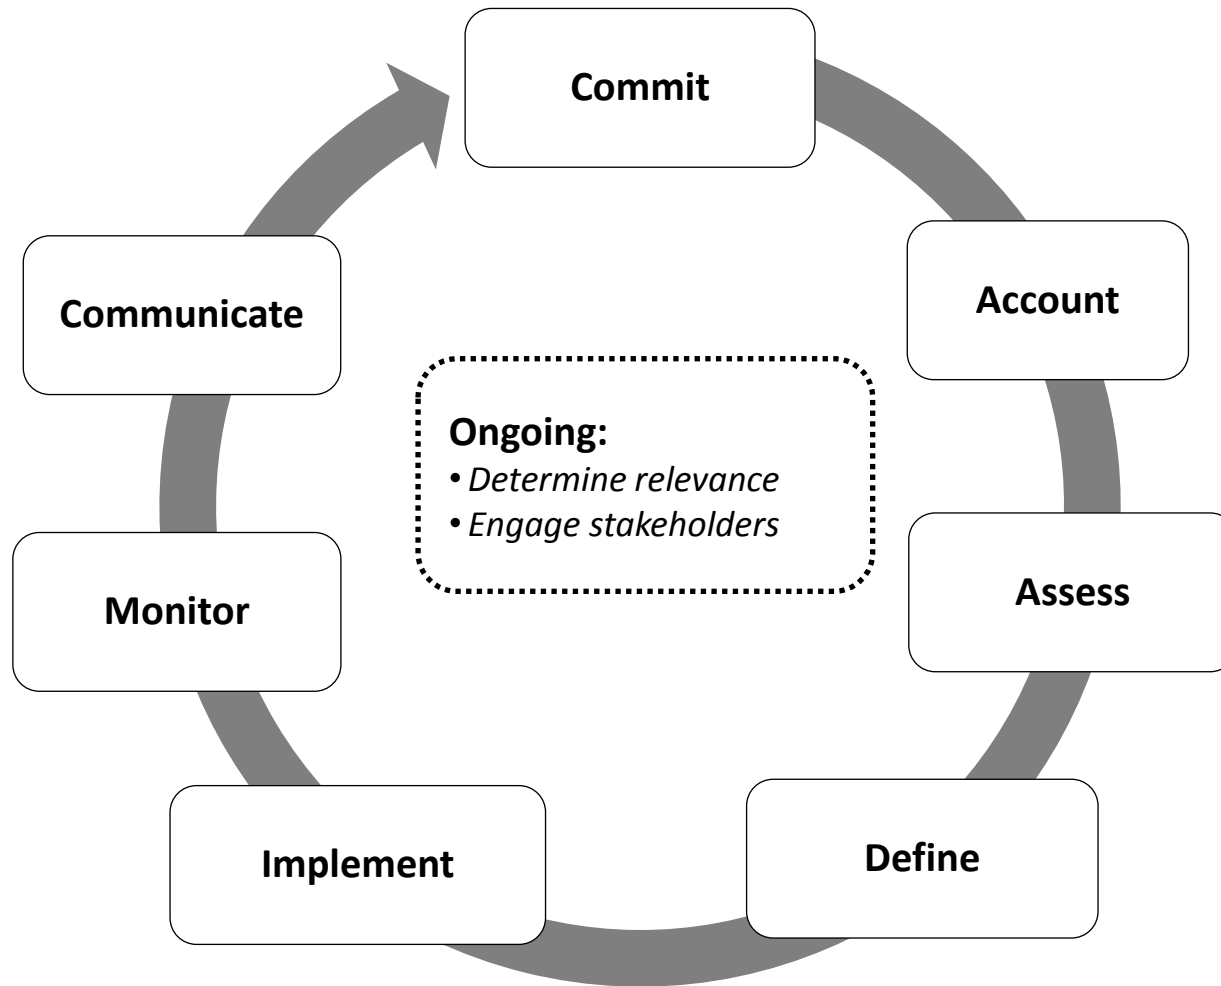 Commit
Account
Assess
Define
Implement
Monitor
Communicate
Ongoing:
• Determine relevance
• Engage stakeholders